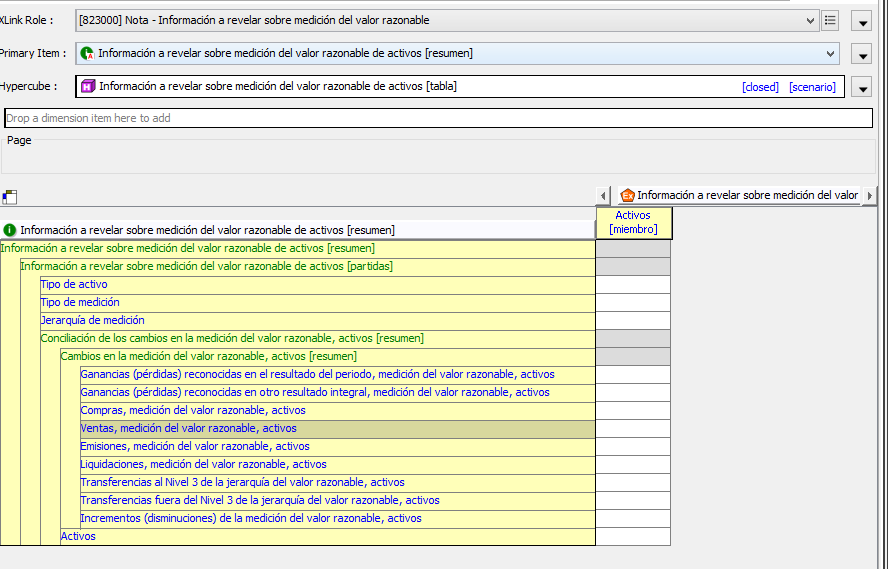 XLink Role : [823000] Nota - Información a revelar sobre medición del valor razonable
Primary Item : Información a revelar sobre medición del valor razonable de activos [resumen]
Hypercube : Información a revelar sobre medición del valor razonable de activos [tabla] [closed] [scenario]
Drop a dimension item here to add
Page
Información a revelar sobre medición del valor
Activos
[miembro]
Información a revelar sobre medición del valor razonable de activos [resumen]
Información a revelar sobre medición del valor razonable de activos [resumen]
Información a revelar sobre medición del valor razonable de activos [partidas]
Tipo de activo
Tipo de medición
Jerarquía de medición
Conciliación de los cambios en la medición del valor razonable, activos [resumen]
Cambios en la medición del valor razonable, activos [resumen]
Ganancias (pérdidas) reconocidas en el resultado del periodo, medición del valor razonable, activos
Ganancias (pérdidas) reconocidas en otro resultado integral, medición del valor razonable, activos
Compras, medición del valor razonable, activos
Ventas, medición del valor razonable, activos
Emisiones, medición del valor razonable, activos
Liquidaciones, medición del valor razonable, activos
Transferencias al Nivel 3 de la jerarquía del valor razonable, activos
Transferencias fuera del Nivel 3 de la jerarquía del valor razonable, activos
Incrementos (disminuciones) de la medición del valor razonable, activos
Activos